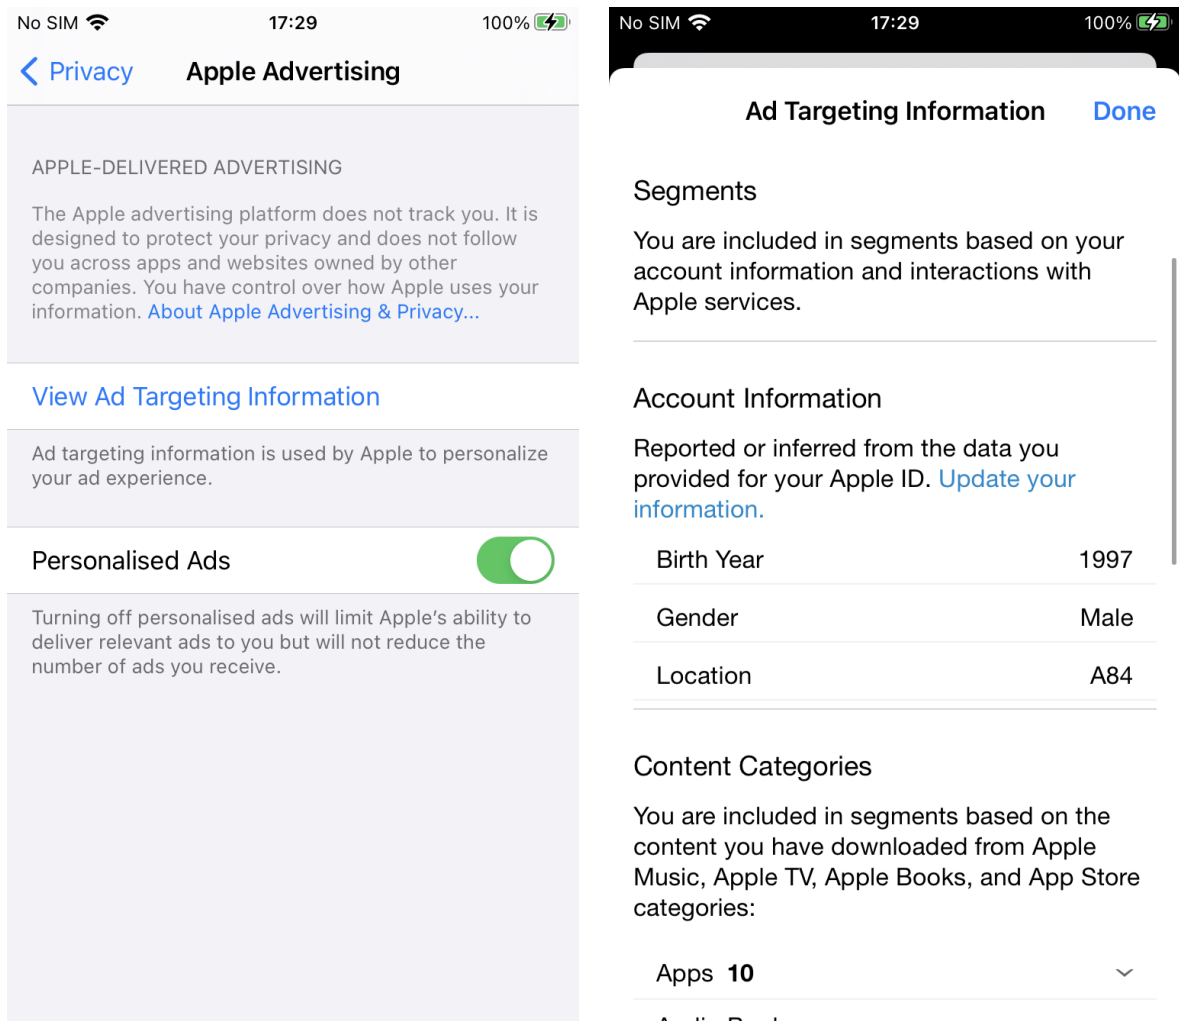 No SIM 17:29 100%
Privacy Apple Advertising
APPLE-DELIVERED ADVERTISING
The Apple advertising platform does not track you. It is
designed to protect your privacy and does not follow
you across apps and websites owned by other
companies. You have control over how Apple uses your
information. About Apple Advertising & Privacy...
View Ad Targeting Information
Ad targeting information is used by Apple to personalize
your ad experience.
Personalised Ads
Turning off personalised ads will limit Apple's ability to
deliver relevant ads to you but will not reduce the
number of ads you receive.
No SIM 17:29 100%
Ad Targeting Information Done
Segments
You are included in segments based on your
account information and interactions with
Apple services.
Account Information
Reported or inferred from the data you
provided for your Apple ID. Update your
information.
Birth Year 1997
Gender Male
Location A84
Content Categories
You are included in segments based on the
content you have downloaded from Apple
Music, Apple TV, Apple Books, and App Store
categories:
Apps 10